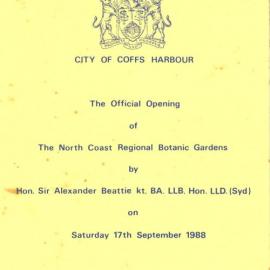 CITY OF COFFS HARBOUR
The Official Opening
of
The North Coast Regional Botanic Gardens
by
Hon. Sir Alexander Beattie kt. BA. LLB. Hon. LLD. (Syd)
on
Saturday 17th September 1988